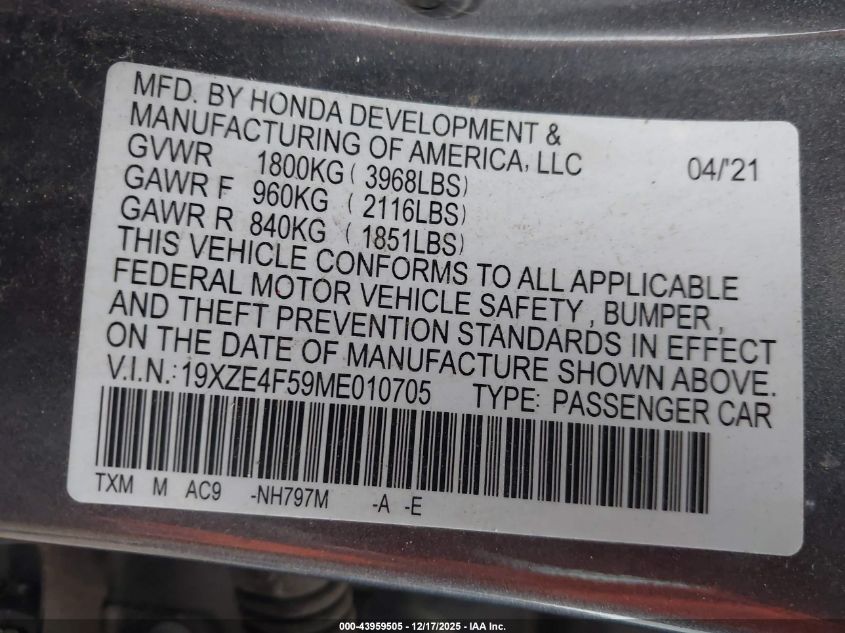 MFD. BY HONDA DEVELOPMENT &
MANUFACTURING OF AMERICA, LLC 04/'21
GVWR 1800KG ( 3968LBS)
GAWR F 960KG ( 2116LBS)
GAWR R 840KG ( 1851LBS)
THIS VEHICLE CONFORMS TO ALL APPLICABLE
FEDERAL MOTOR VEHICLE SAFETY , BUMPER ,
AND THEFT PREVENTION STANDARDS IN EFFECT
ON THE DATE OF MANUFACTURE SHOWN ABOVE.
V.I.N.: 19XZE4F59ME010705 TYPE: PASSENGER CAR
TXM M AC9 -NH797M -A -E
000-43959505 - 12/17/2025 - IAA Inc.